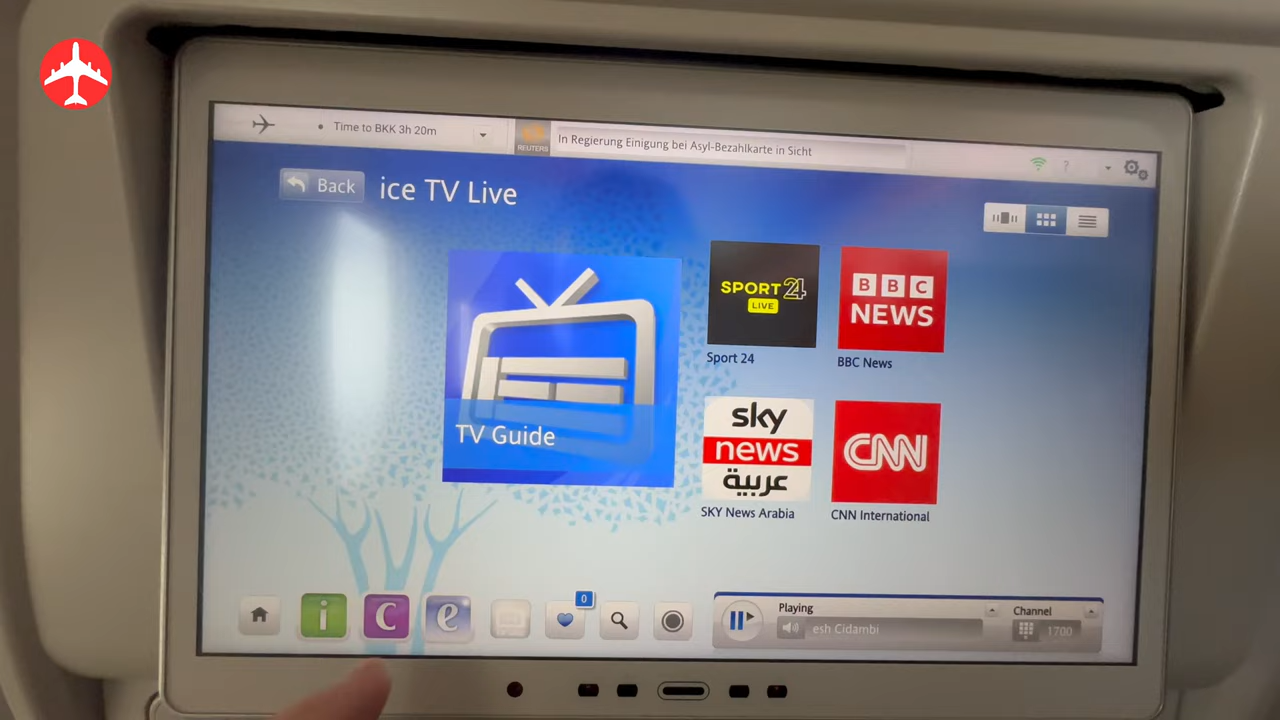 Time to BKK 3h 20m
REUTERS
In Regierung Einigung bei Asyl-Bezahlkarte in Sicht
?
Back
ice TV Live
TV Guide
SPORT 24
LIVE
Sport 24
BBC
NEWS
BBC News
sky
news
عربية
SKY News Arabia
CNN
CNN International
i
c
e
0
Playing
esh Cidambi
Channel
1700